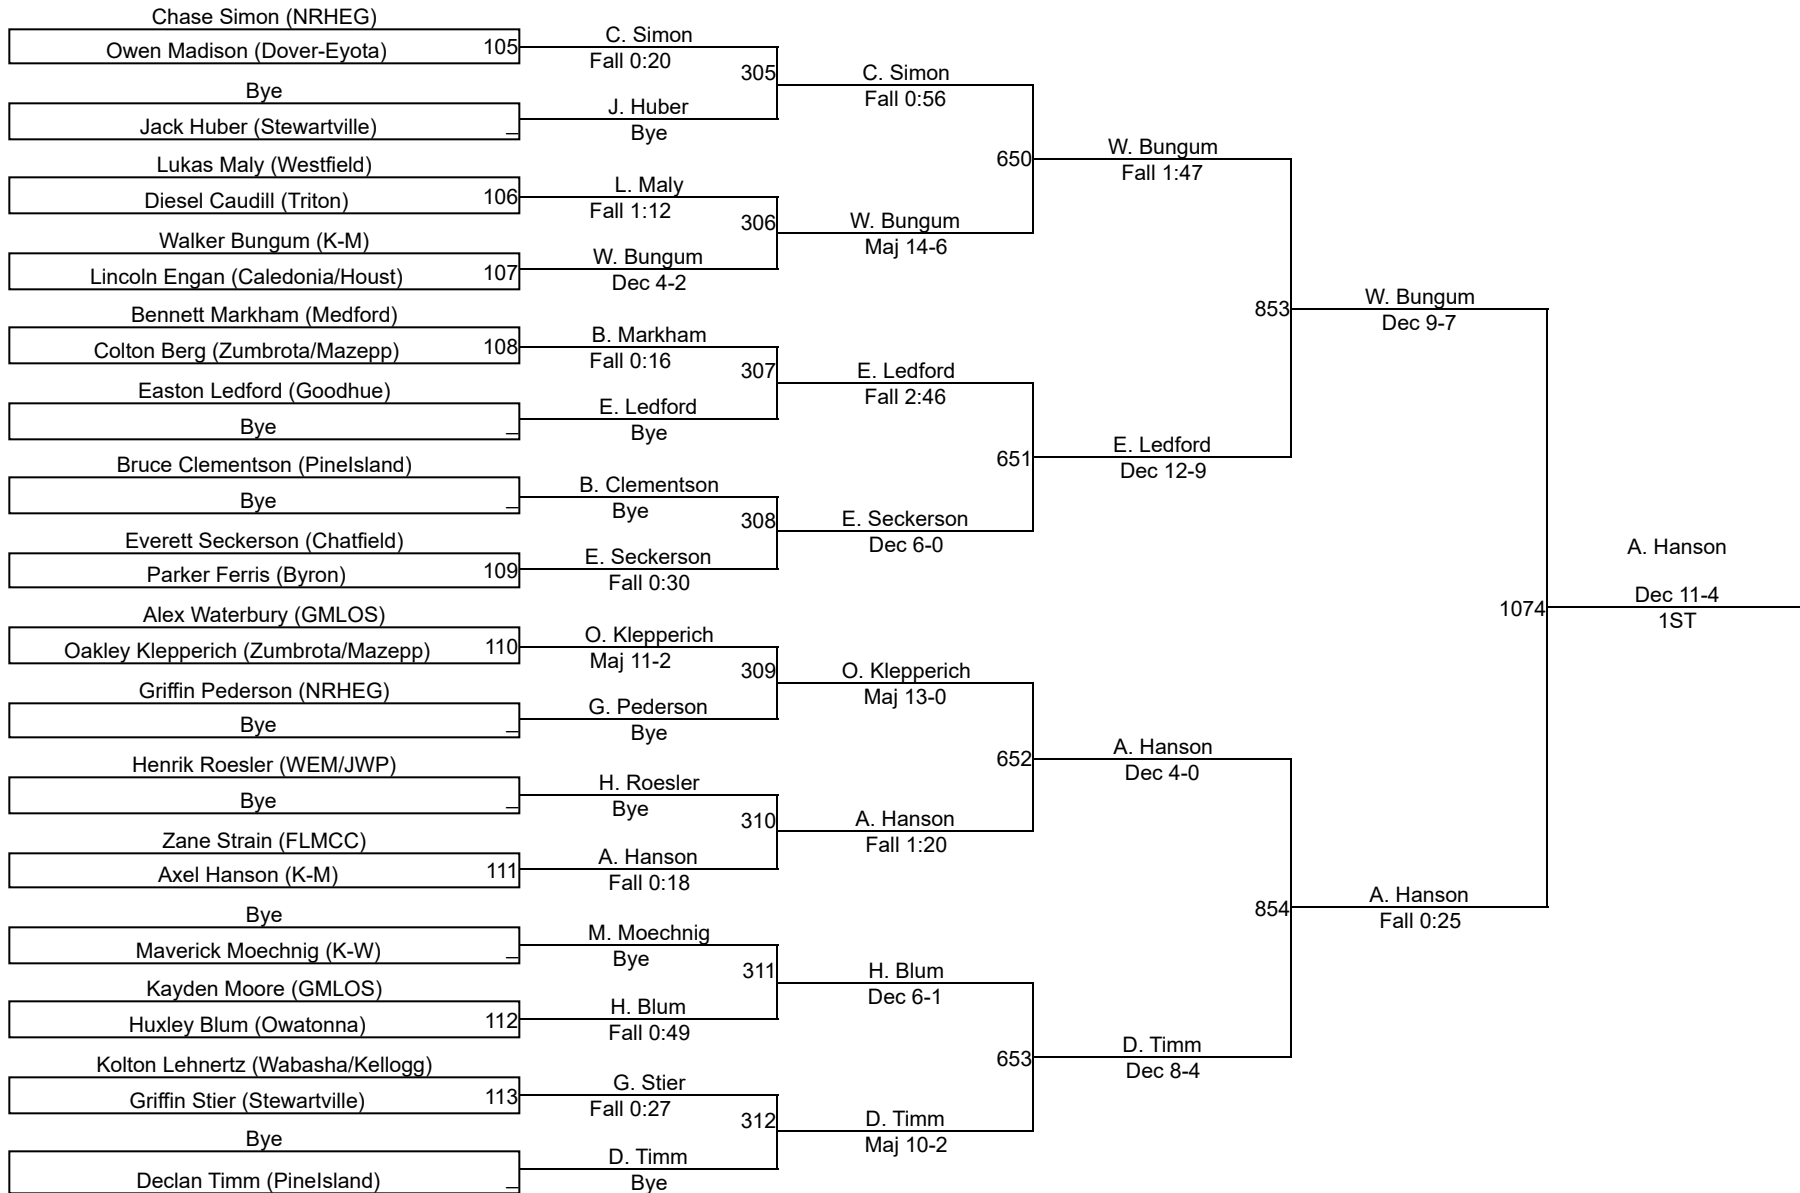 Chase Simon (NRHEG)
Owen Madison (Dover-Eyota)
105
Bye
Jack Huber (Stewartville)
_
Lukas Maly (Westfield)
Diesel Caudill (Triton)
106
Walker Bungum (K-M)
Lincoln Engan (Caledonia/Houst)
107
Bennett Markham (Medford)
Colton Berg (Zumbrota/Mazepp)
108
Easton Ledford (Goodhue)
Bye
_
Bruce Clementson (PineIsland)
Bye
_
Everett Seckerson (Chatfield)
Parker Ferris (Byron)
109
Alex Waterbury (GMLOS)
Oakley Klepperich (Zumbrota/Mazepp)
110
Griffin Pederson (NRHEG)
Bye
_
Henrik Roesler (WEM/JWP)
Bye
_
Zane Strain (FLMCC)
Axel Hanson (K-M)
111
Bye
Maverick Moechnig (K-W)
_
Kayden Moore (GMLOS)
Huxley Blum (Owatonna)
112
Kolton Lehnertz (Wabasha/Kellogg)
Griffin Stier (Stewartville)
113
Bye
Declan Timm (PineIsland)
_
C. Simon
Fall 0:20
305
J. Huber
Bye
L. Maly
Fall 1:12
306
W. Bungum
Dec 4-2
B. Markham
Fall 0:16
307
E. Ledford
Bye
B. Clementson
Bye
308
E. Seckerson
Fall 0:30
O. Klepperich
Maj 11-2
309
G. Pederson
Bye
H. Roesler
Bye
310
A. Hanson
Fall 0:18
M. Moechnig
Bye
311
H. Blum
Fall 0:49
G. Stier
Fall 0:27
312
D. Timm
Bye
C. Simon
Fall 0:56
650
W. Bungum
Maj 14-6
E. Ledford
Fall 2:46
651
E. Seckerson
Dec 6-0
O. Klepperich
Maj 13-0
652
A. Hanson
Fall 1:20
H. Blum
Dec 6-1
653
D. Timm
Maj 10-2
W. Bungum
Fall 1:47
853
E. Ledford
Dec 12-9
A. Hanson
Dec 4-0
854
D. Timm
Dec 8-4
W. Bungum
Dec 9-7
1074
A. Hanson
Fall 0:25
A. Hanson
Dec 11-4
1ST